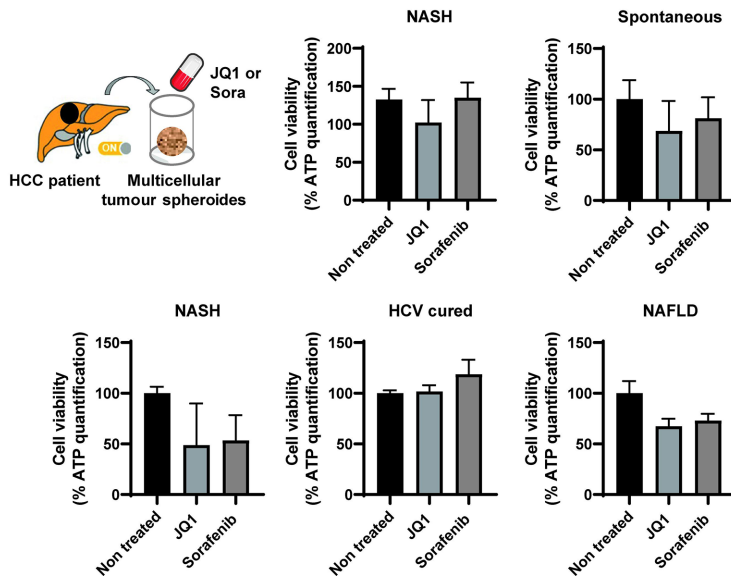 JQ1 or
Sora
ON
HCC patient
Multicellular
tumour spheroides
NASH
Cell viability
(% ATP quantification)
200
150
100
50
0
Non treated
JQ1
Sorafenib
Spontaneous
Cell viability
(% ATP quantification)
150
100
50
0
Non treated
JQ1
Sorafenib
NASH
Cell viability
(% ATP quantification)
150
100
50
0
Non treated
JQ1
Sorafenib
HCV cured
Cell viability
(% ATP quantification)
150
100
50
0
Non treated
JQ1
Sorafenib
NAFLD
Cell viability
(% ATP quantification)
150
100
50
0
Non treated
JQ1
Sorafenib